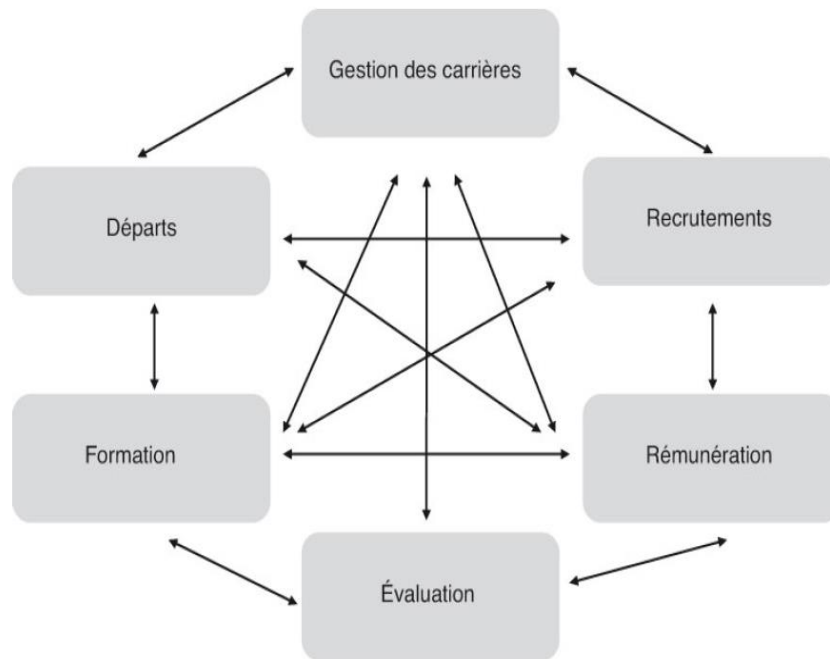 Gestion des carrières
Départs
Recrutements
Formation
Rémunération
Évaluation